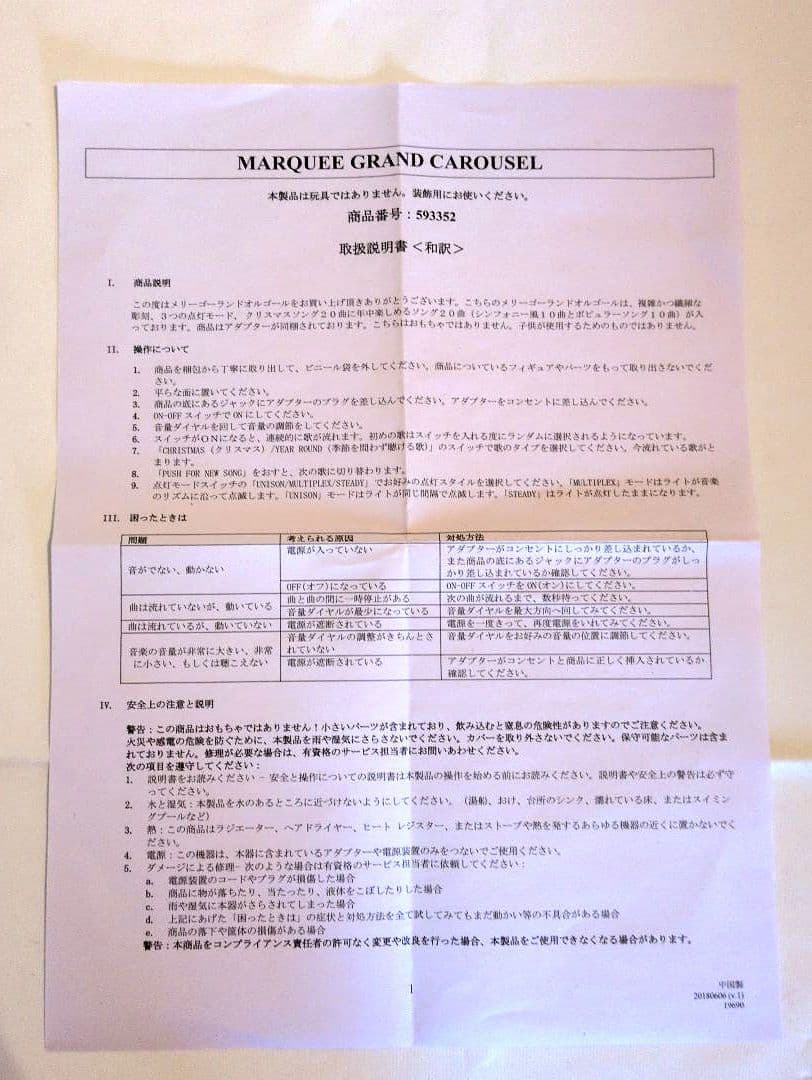 MARQUEE GRAND CAROUSEL
本製品は玩具ではありません。装飾用にお使いください。
商品番号：593352
取扱説明書＜和訳＞
I. 商品説明
この度はメリーゴーランドオルゴールをお買い上げ頂きありがとうございます。こちらのメリーゴーランドオルゴールは、複雑かつ繊細な
彫刻、３つの点灯モード、クリスマスソング２０曲に年中楽しめるソング２０曲（シンフォニー風１０曲とポピュラーソング１０曲）が入
っております。商品はアダプターが同梱されております。こちらはおもちゃではありません。子供が使用するためのものではありません。
II. 操作について
1. 商品を梱包から丁寧に取り出して、ビニール袋を外してください。商品についているフィギュアやパーツをもって取り出さないでくだ
さい。
2. 平らな面に置いてください。
3. 商品の底にあるジャックにアダプターのプラグを差し込んでください。アダプターをコンセントに差し込んでください。
4. ON-OFF スイッチで ON にしてください。
5. 音量ダイヤルを回して音量の調節をしてください。
6. スイッチがＯＮになると、連続的に歌が流れます。初めの歌はスイッチを入れる度にランダムに選択されるようになっています。
7. 「CHRISTMAS（クリスマス）/YEAR ROUND（季節を問わず聴ける歌）」のスイッチで歌のタイプを選択してください。今流れている歌がと
まります。
8. 「PUSH FOR NEW SONG」をおすと、次の歌に切り替わります。
9. 点灯モードスイッチの「UNISON/MULTIPLEX/STEADY」でお好みの点灯スタイルを選択してください。「MULTIPLEX」モードはライトが音楽
のリズムに沿って点滅します。「UNISON」モードはライトが同じ間隔で点滅します。「STEADY」はライトが点灯したままになります。
III. 困ったときは
問題 考えられる原因 対処方法
音がでない、動かない 電源が入っていない アダプターがコンセントにしっかり差し込まれているか、
また商品の底にあるジャックにアダプターのプラグがしっ
かり差し込まれているか確認してください。
OFF(オフ)になっている ON-OFF スイッチを ON(オン)にしてください。
曲は流れていないが、動いている 曲と曲の間に一時停止がある 次の曲が流れるまで、数秒待ってください。
音量ダイヤルが最少になっている 音量ダイヤルを最大方向へ回してみてください。
曲は流れているが、動いていない 電源が遮断されている 電源を一度きって、再度電源をいれてみてください。
音楽の音量が非常に大きい、非常
に小さい、もしくは聴こえない 音量ダイヤルの調整がきちんとさ
れていない 音量ダイヤルをお好みの音量の位置に調節してください。
電源が遮断されている アダプターがコンセントと商品に正しく挿入されているか
確認してください。
IV. 安全上の注意と説明
警告：この商品はおもちゃではありません！小さいパーツが含まれており、飲み込むと窒息の危険性がありますのでご注意ください。
火災や感電の危険を防ぐために、本製品を雨や湿気にさらさないでください。カバーを取り外さないでください。保守可能なパーツは含ま
れておりません。修理が必要な場合は、有資格のサービス担当者にお問いあわせください。
次の項目を遵守してください：
1. 説明書をお読みください - 安全と操作についての説明書は本製品の操作を始める前にお読みください。説明書や安全上の警告は必ず守
ってください。
2. 水と湿気：本製品を水のあるところに近づけないようにしてください。（湯船、おけ、台所のシンク、濡れている床、またはスイミン
グプールなど）
3. 熱：この商品はラジエーター、ヘアドライヤー、ヒート レジスター、またはストーブや熱を発するあらゆる機器の近くに置かないでく
ださい。
4. 電源：この機器は、本器に含まれているアダプターや電源装置のみをつないでご使用ください。
5. ダメージによる修理- 次のような場合は有資格のサービス担当者に依頼してください：
a. 電源装置のコードやプラグが損傷した場合
b. 商品に物が落ちたり、当たったり、液体をこぼしたりした場合
c. 雨や湿気に本器がさらされてしまった場合
d. 上記にあげた「困ったときは」の症状と対処方法を全て試してみてもまだ動かい等の不具合がある場合
e. 商品の落下や筐体の損傷がある場合
警告：本商品をコンプライアンス責任者の許可なく変更や改良を行った場合、本製品をご使用できなくなる場合があります。
1
中国製
20180606 (v.1)
19690